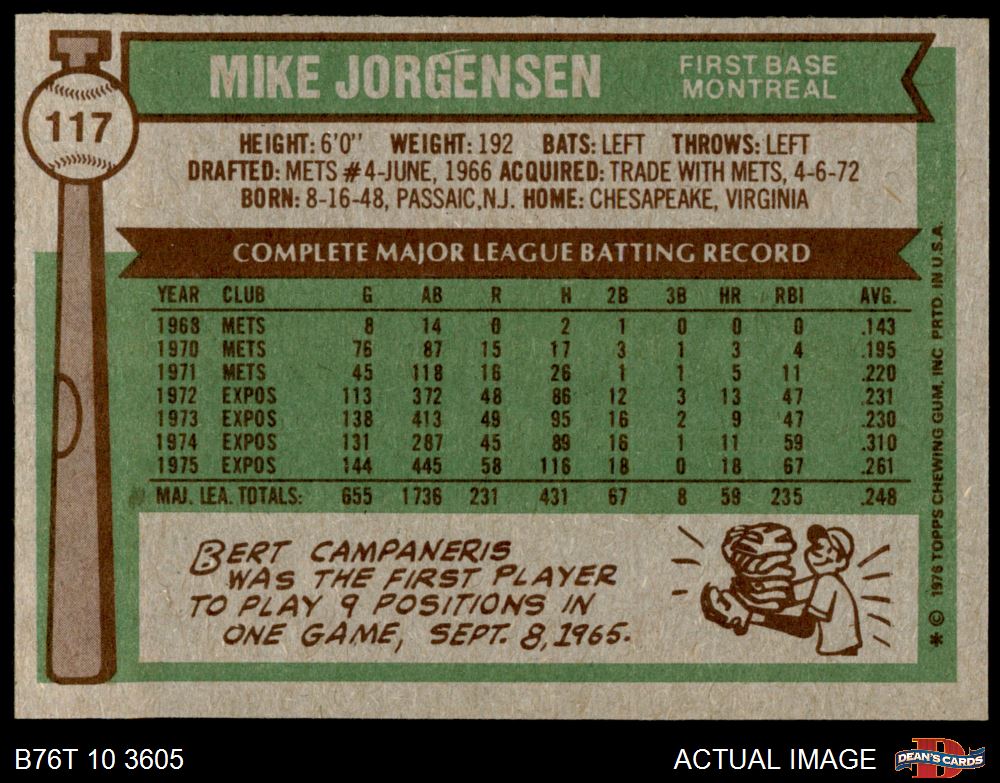 117
MIKE JORGENSEN
FIRST BASE
MONTREAL
HEIGHT: 6'0" WEIGHT: 192 BATS: LEFT THROWS: LEFT
DRAFTED: METS #4-JUNE, 1966 ACQUIRED: TRADE WITH METS, 4-6-72
BORN: 8-16-48, PASSAIC, N.J. HOME: CHESAPEAKE, VIRGINIA
COMPLETE MAJOR LEAGUE BATTING RECORD
YEAR CLUB G AB R H 2B 3B HR RBI AVG.
1968 METS 8 14 0 2 1 0 0 0 .143
1970 METS 76 87 15 17 3 1 3 4 .195
1971 METS 45 118 16 26 1 1 5 11 .220
1972 EXPOS 113 372 48 86 12 3 13 47 .231
1973 EXPOS 138 413 49 95 16 2 9 47 .230
1974 EXPOS 131 287 45 89 16 1 11 59 .310
1975 EXPOS 144 445 58 116 18 0 18 67 .261
MAJ. LEA. TOTALS: 655 1736 231 431 67 8 59 235 .248
BERT CAMPANERIS
WAS THE FIRST PLAYER
TO PLAY 9 POSITIONS IN
ONE GAME, SEPT. 8, 1965.
* © 1976 TOPPS CHEWING GUM, INC PRTD. IN U.S.A.
B76T 10 3605
ACTUAL IMAGE
D
DEAN'S CARDS